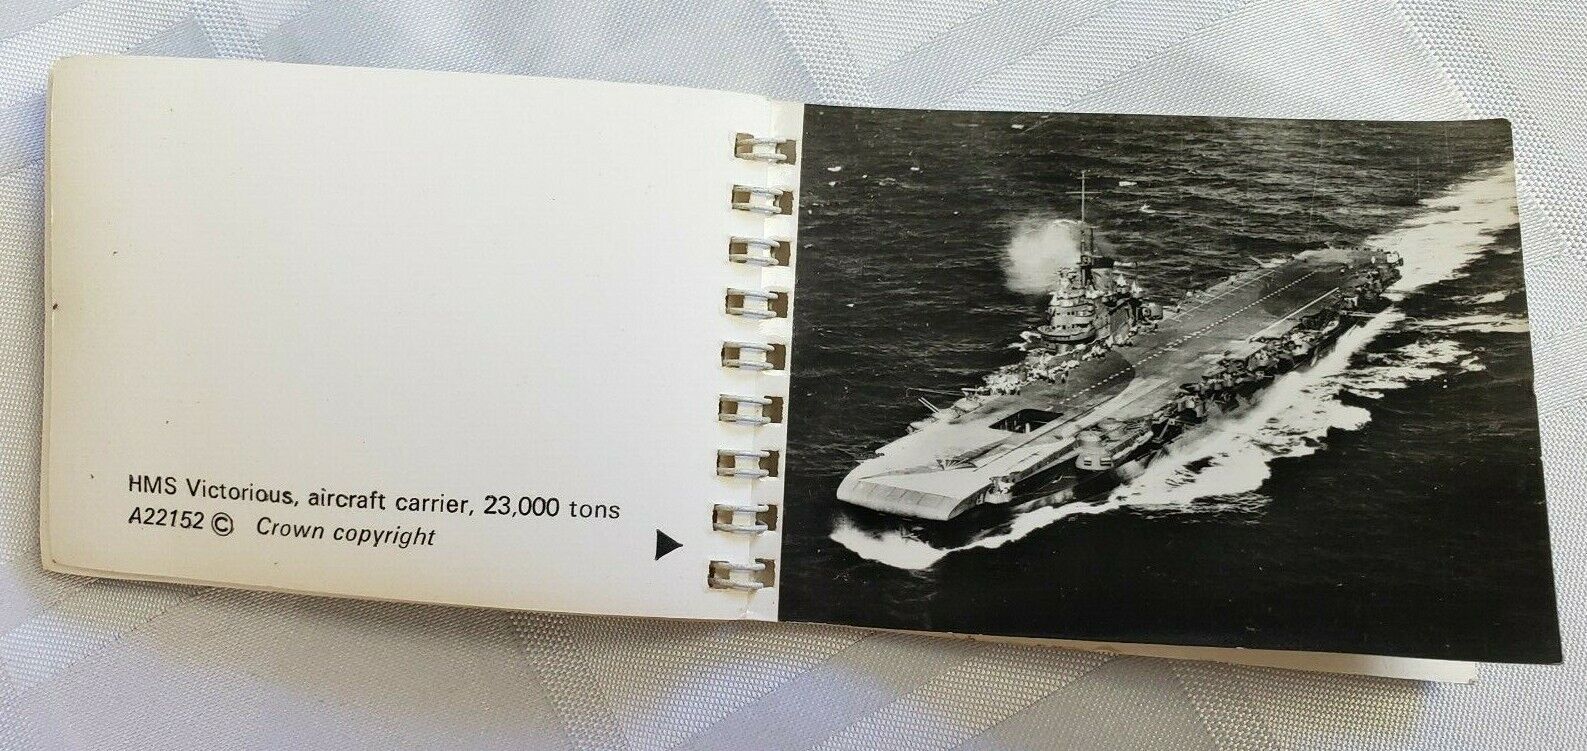 HMS Victorious, aircraft carrier, 23,000 tons
A22152 © Crown copyright